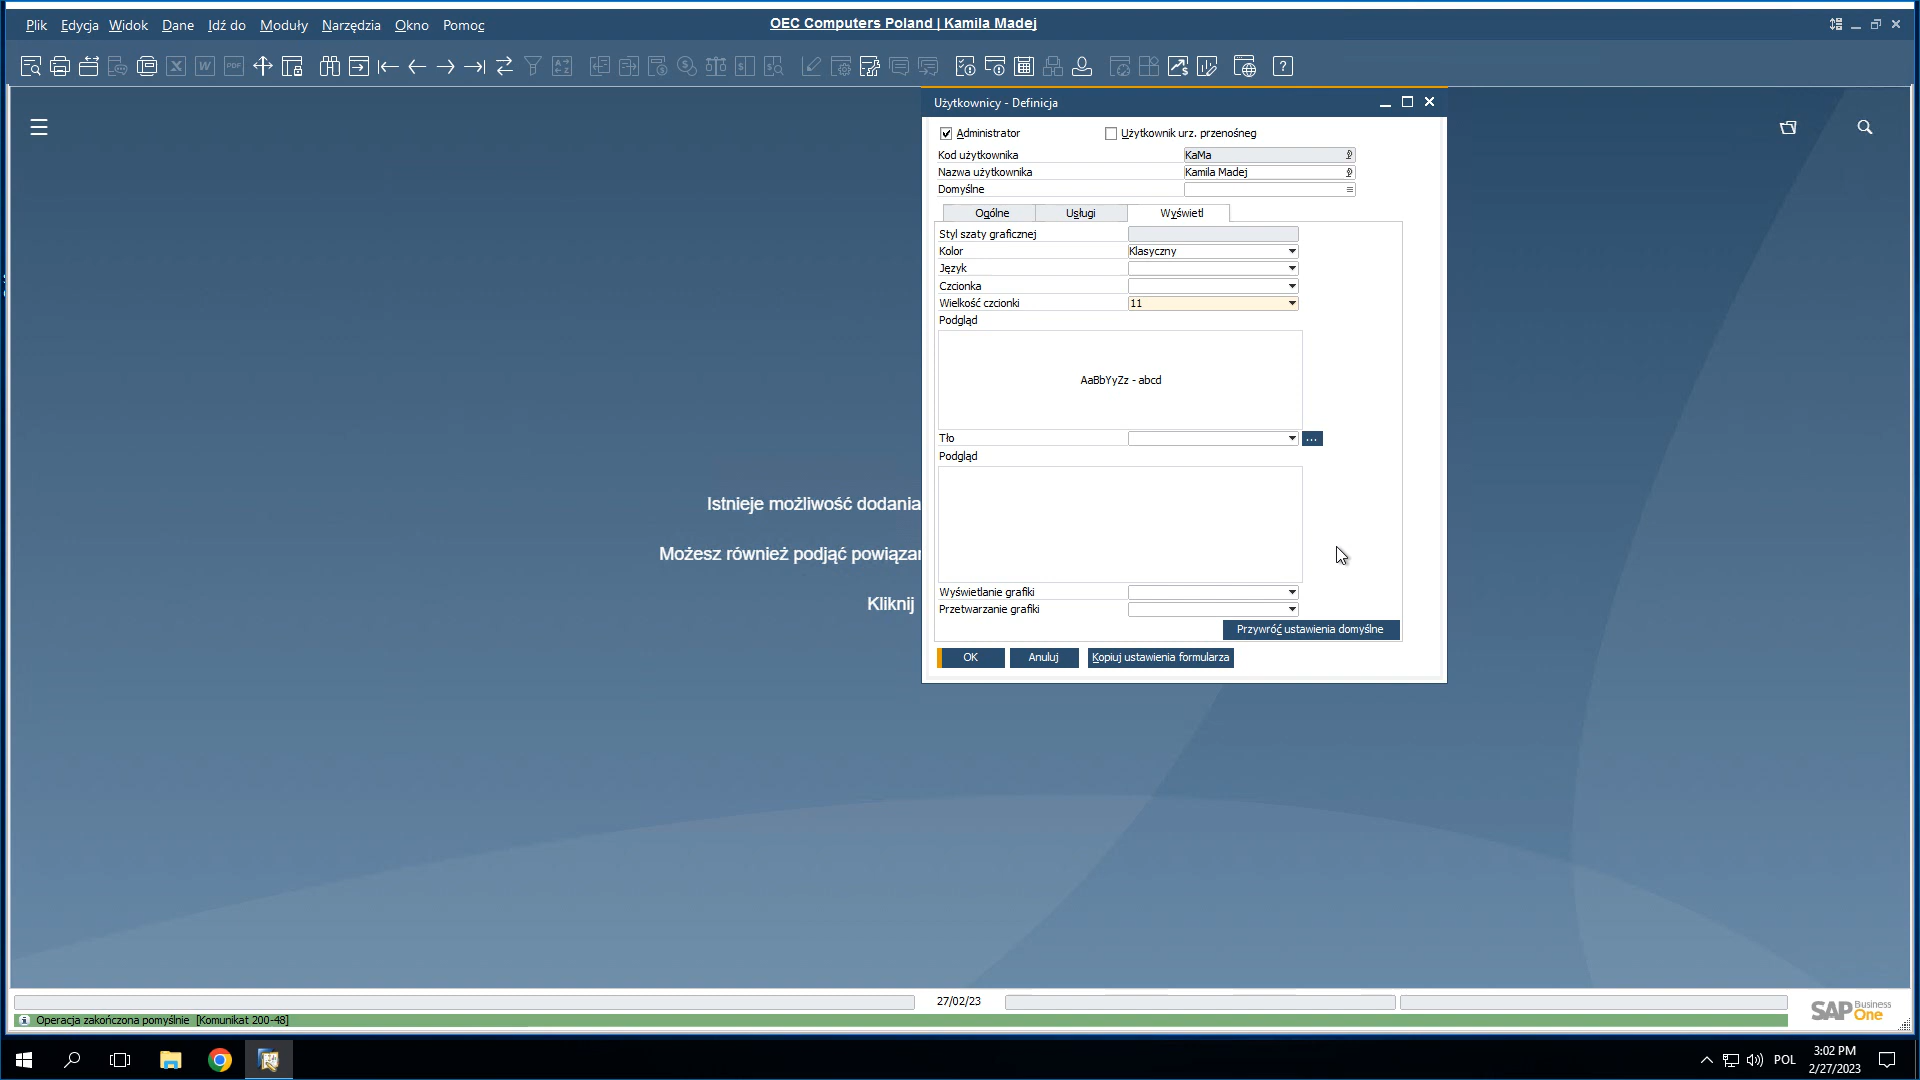 Plik Edycja Widok Dane Idź do Moduły Narzędzia Okno Pomoc
OEC Computers Poland | Kamila Madej
Użytkownicy - Definicja
Administrator
Użytkownik urz. przenośneg
Kod użytkownika KaMa
Nazwa użytkownika Kamila Madej
Domyślne
Ogólne Usługi Wyświetl
Styl szaty graficznej
Kolor Klasyczny
Język
Czcionka
Wielkość czcionki 11
Podgląd
AaBbYyZz - abcd
Tło ...
Podgląd
Wyświetlanie grafiki
Przetwarzanie grafiki
Przywróć ustawienia domyślne
OK Anuluj Kopiuj ustawienia formularza
Istnieje możliwość dodania
Możesz również podjąć powiązan
Kliknij
27/02/23
Operacja zakończona pomyślnie [Komunikat 200-48]
SAP Business One
POL
3:02 PM
2/27/2023